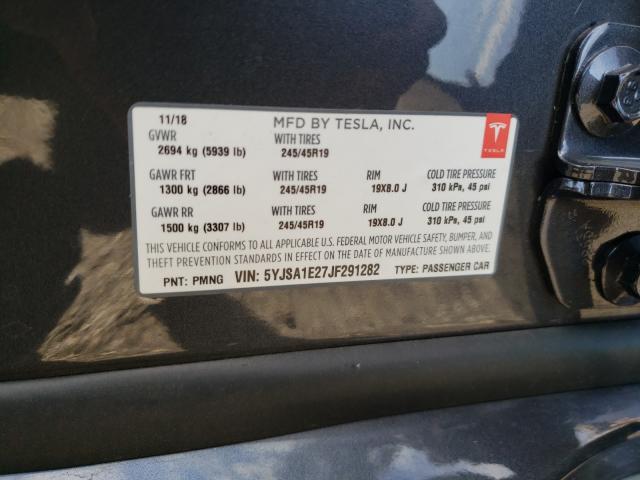 11/18 MFD BY TESLA, INC.
GVWR WITH TIRES
2694 kg (5939 lb) 245/45R19
TESLA
GAWR FRT WITH TIRES RIM COLD TIRE PRESSURE
1300 kg (2866 lb) 245/45R19 19X8.0 J 310 kPa, 45 psi
GAWR RR WITH TIRES RIM COLD TIRE PRESSURE
1500 kg (3307 lb) 245/45R19 19X8.0 J 310 kPa, 45 psi
THIS VEHICLE CONFORMS TO ALL APPLICABLE U.S. FEDERAL MOTOR VEHICLE SAFETY, BUMPER, AND
THEFT PREVENTION STANDARDS IN EFFECT ON THE DATE OF MANUFACTURE SHOWN ABOVE.
PNT: PMNG VIN: 5YJSA1E27JF291282 TYPE: PASSENGER CAR